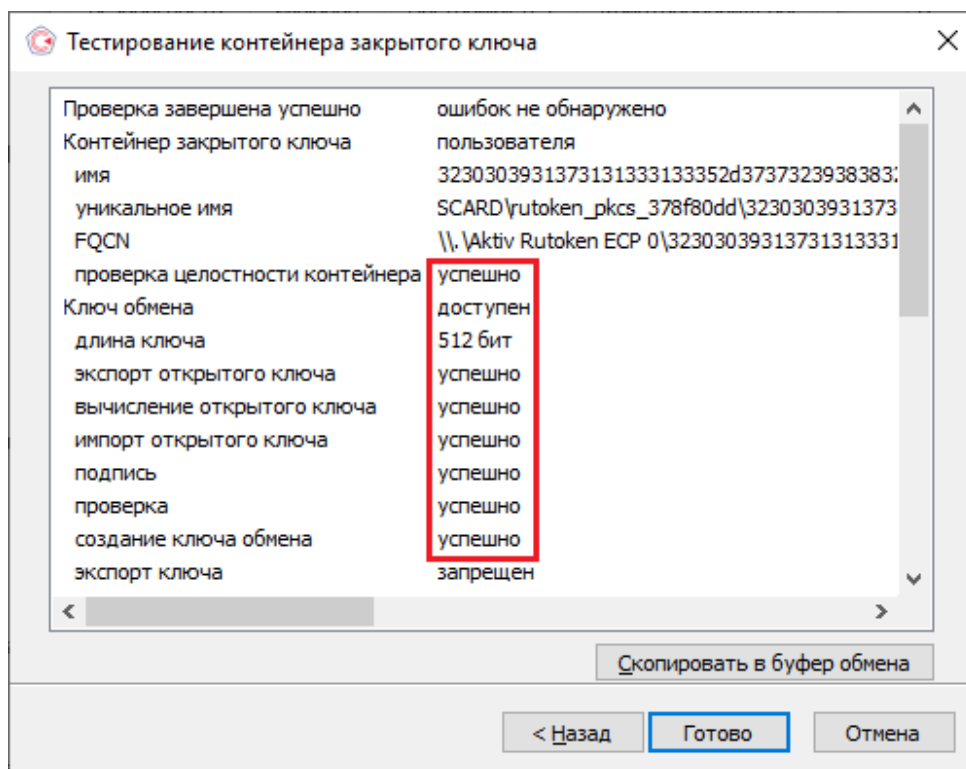 Тестирование контейнера закрытого ключа
Проверка завершена успешно ошибок не обнаружено
Контейнер закрытого ключа пользователя
имя 3230303931373131333133352d37373239383832
уникальное имя SCARD\rutoken_pkcs_378f80dd\3230303931373
FQCN \\.\Aktiv Rutoken ECP 0\32303039313731313331
проверка целостности контейнера успешно
Ключ обмена доступен
длина ключа 512 бит
экспорт открытого ключа успешно
вычисление открытого ключа успешно
импорт открытого ключа успешно
подпись успешно
проверка успешно
создание ключа обмена успешно
экспорт ключа запрещен
Скопировать в буфер обмена
< Назад Готово Отмена